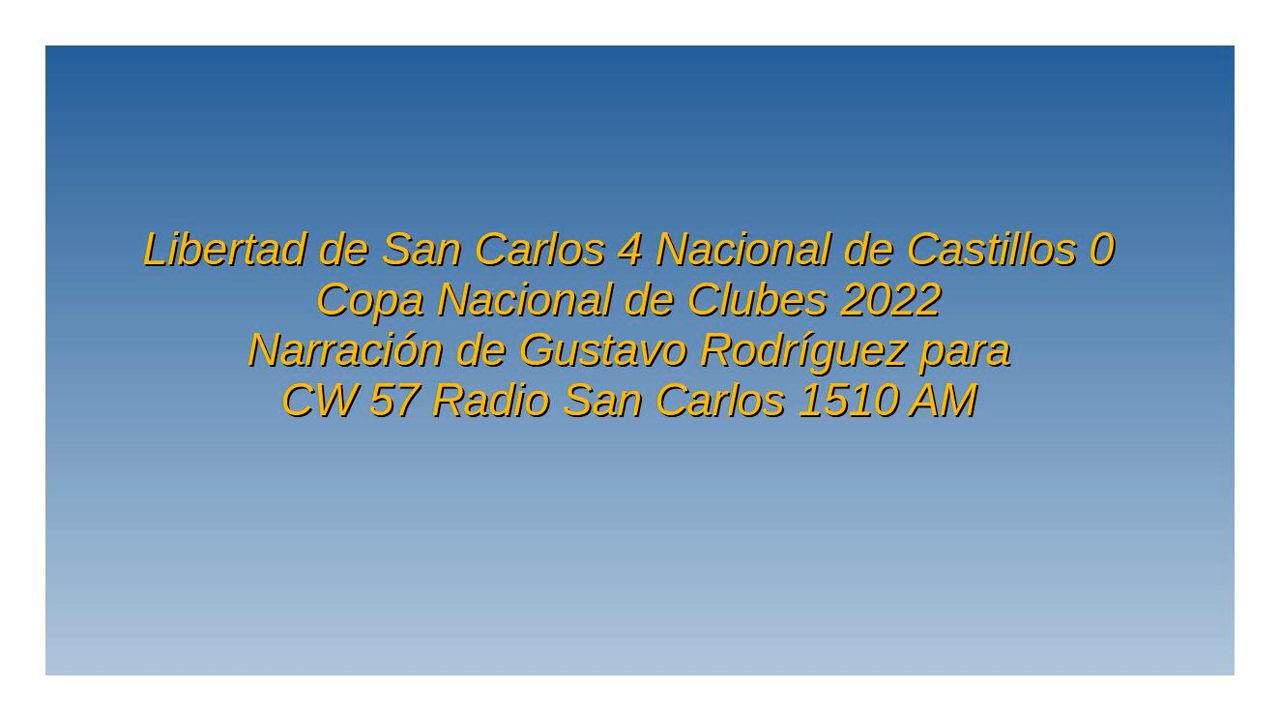 Libertad de San Carlos 4 Nacional de Castillos 0
Copa Nacional de Clubes 2022
Narración de Gustavo Rodríguez para
CW 57 Radio San Carlos 1510 AM